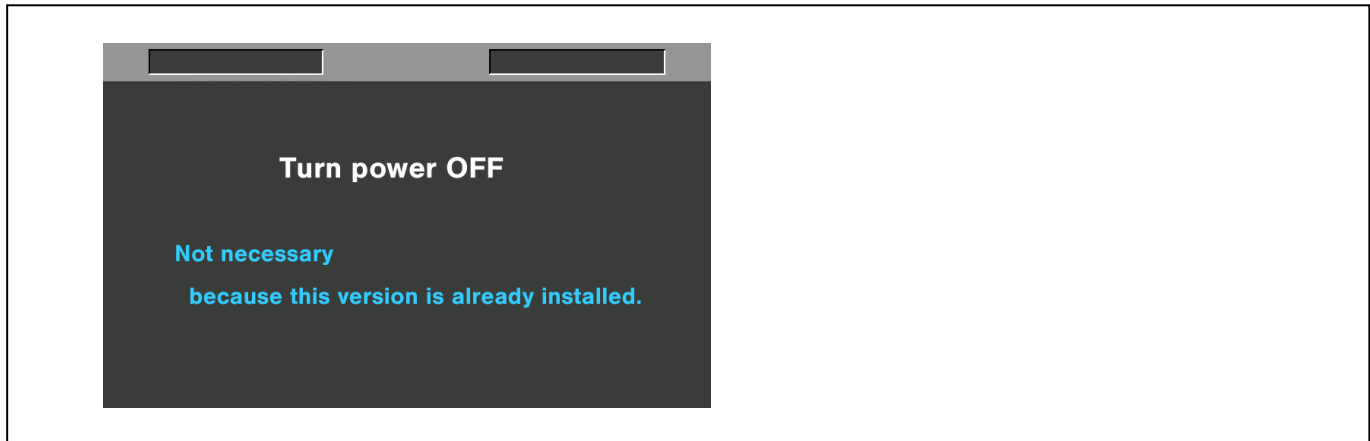 Turn power OFF
Not necessary
because this version is already installed.